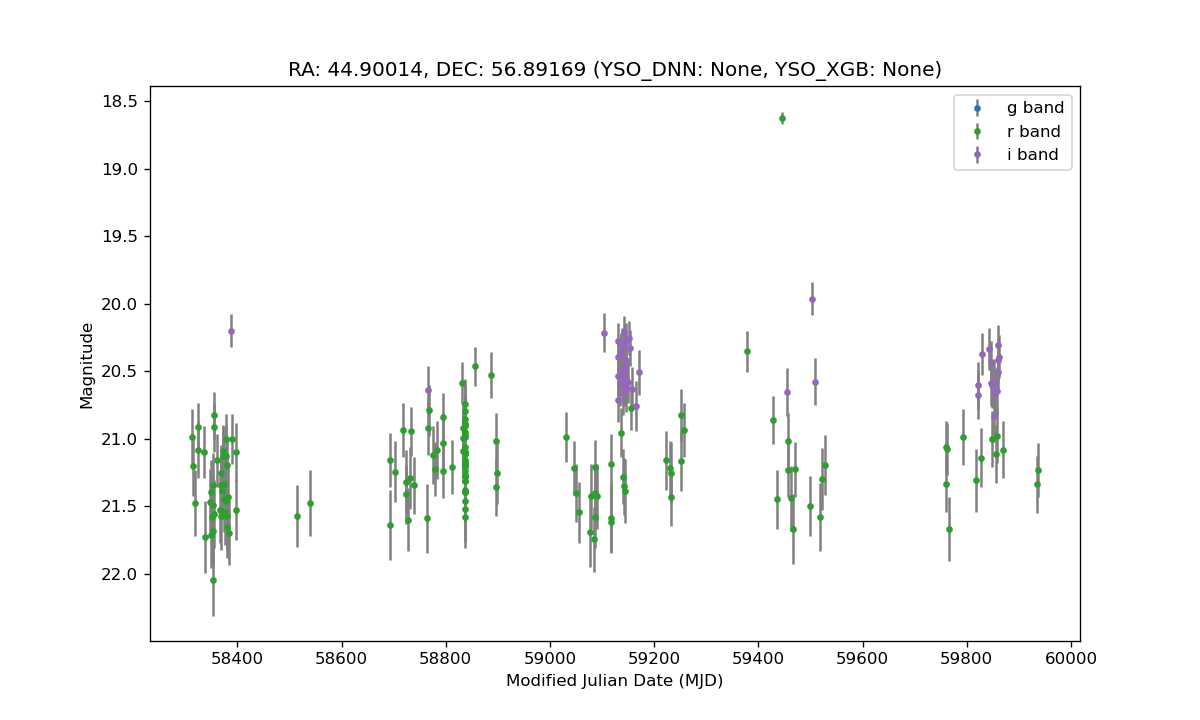 RA: 44.90014, DEC: 56.89169 (YSO_DNN: None, YSO_XGB: None)
g band
r band
i band
18.5
19.0
19.5
20.0
20.5
21.0
21.5
22.0
Magnitude
58400 58600 58800 59000 59200 59400 59600 59800 60000
Modified Julian Date (MJD)